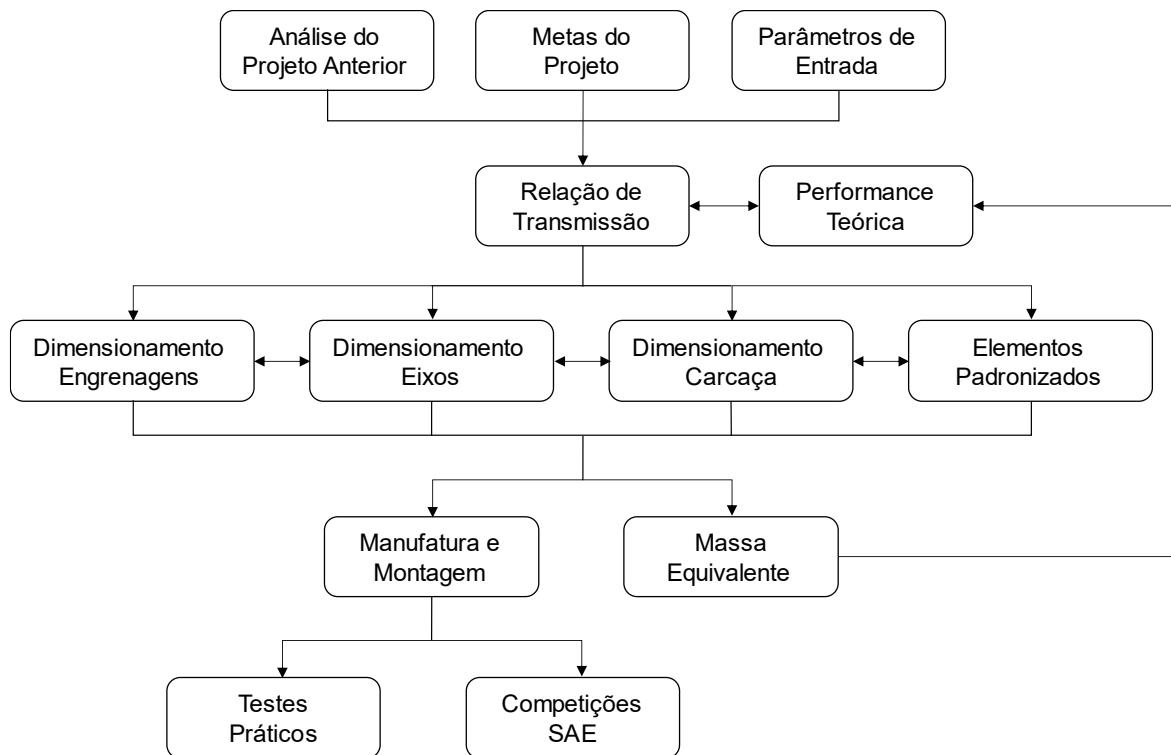 Análise do
Projeto Anterior
Metas do
Projeto
Parâmetros de
Entrada
Relação de
Transmissão
Performance
Teórica
Dimensionamento
Engrenagens
Dimensionamento
Eixos
Dimensionamento
Carcaça
Elementos
Padronizados
Manufatura e
Montagem
Massa
Equivalente
Testes
Práticos
Competições
SAE